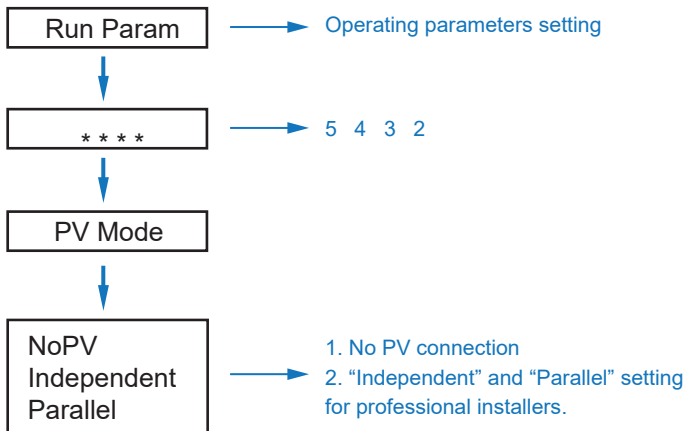 Run Param
Operating parameters setting
* * * *
5 4 3 2
PV Mode
NoPV
Independent
Parallel
1. No PV connection
2. “Independent” and “Parallel” setting
for professional installers.